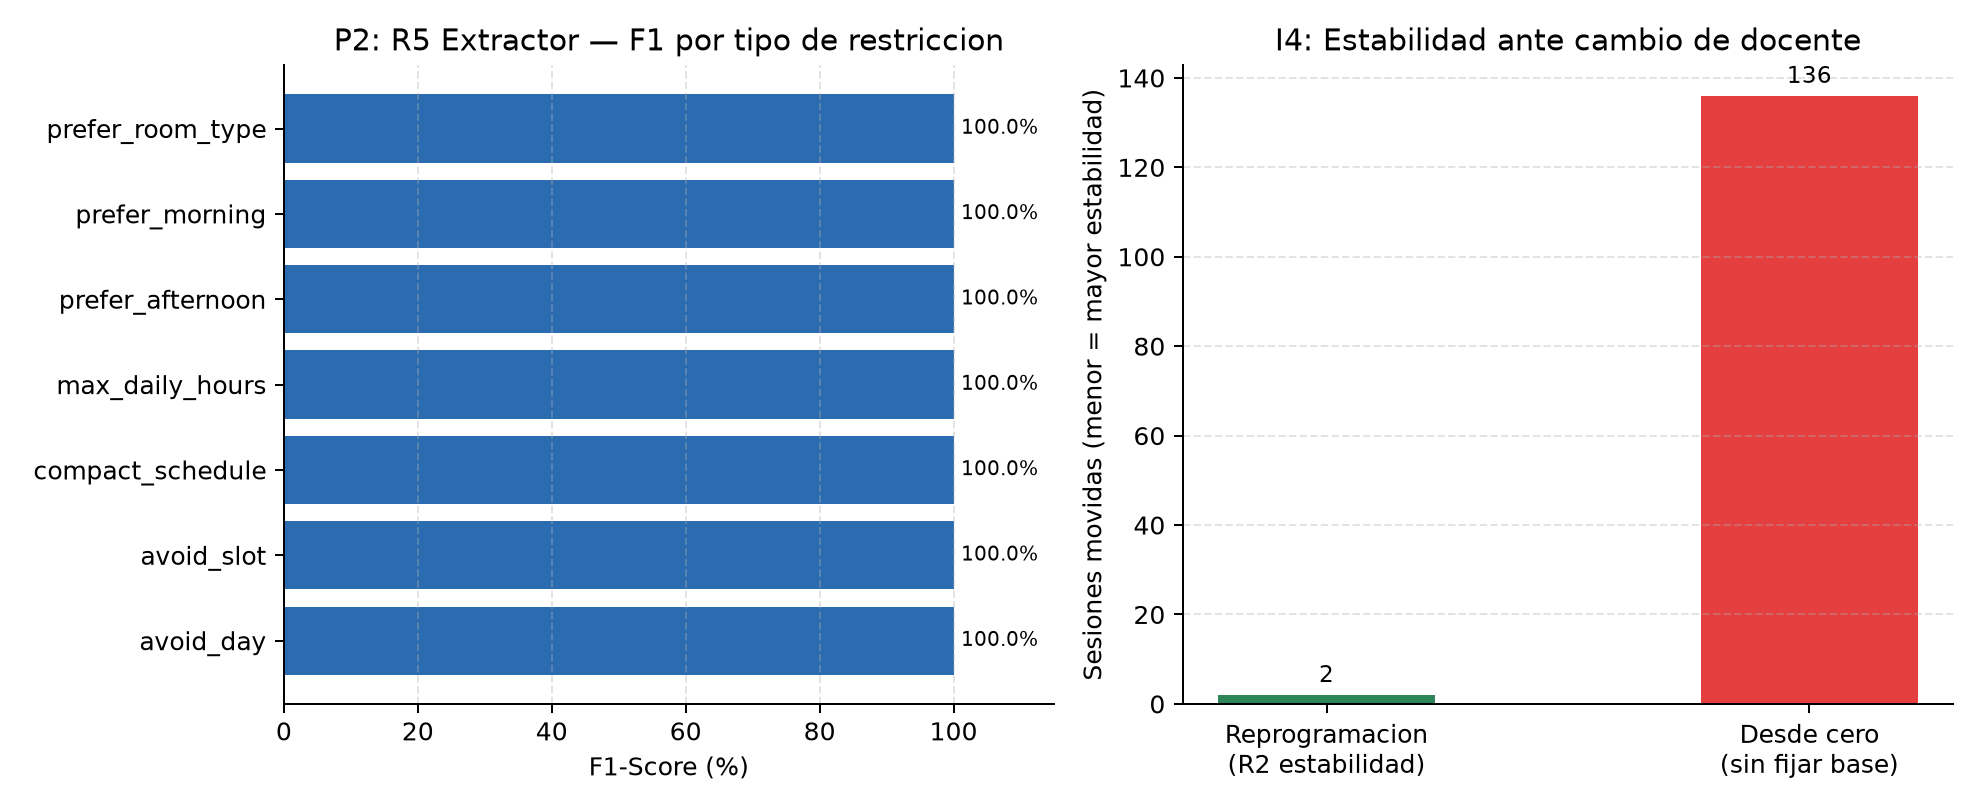 P2: R5 Extractor — F1 por tipo de restriccion
prefer_room_type
100.0%
prefer_morning
100.0%
prefer_afternoon
100.0%
max_daily_hours
100.0%
compact_schedule
100.0%
avoid_slot
100.0%
avoid_day
100.0%
0 20 40 60 80 100
F1-Score (%)
I4: Estabilidad ante cambio de docente
Sesiones movidas (menor = mayor estabilidad)
140
120
100
80
60
40
20
0
2
136
Reprogramacion
(R2 estabilidad)
Desde cero
(sin fijar base)